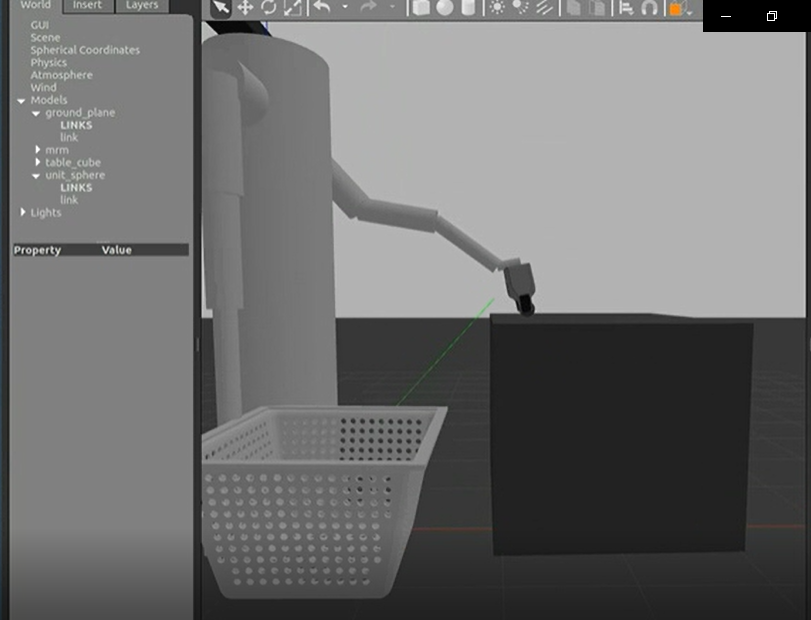 World Insert Layers
GUI
Scene
Spherical Coordinates
Physics
Atmosphere
Wind
Models
ground_plane
LINKS
link
mrm
table_cube
unit_sphere
LINKS
link
Lights
Property Value